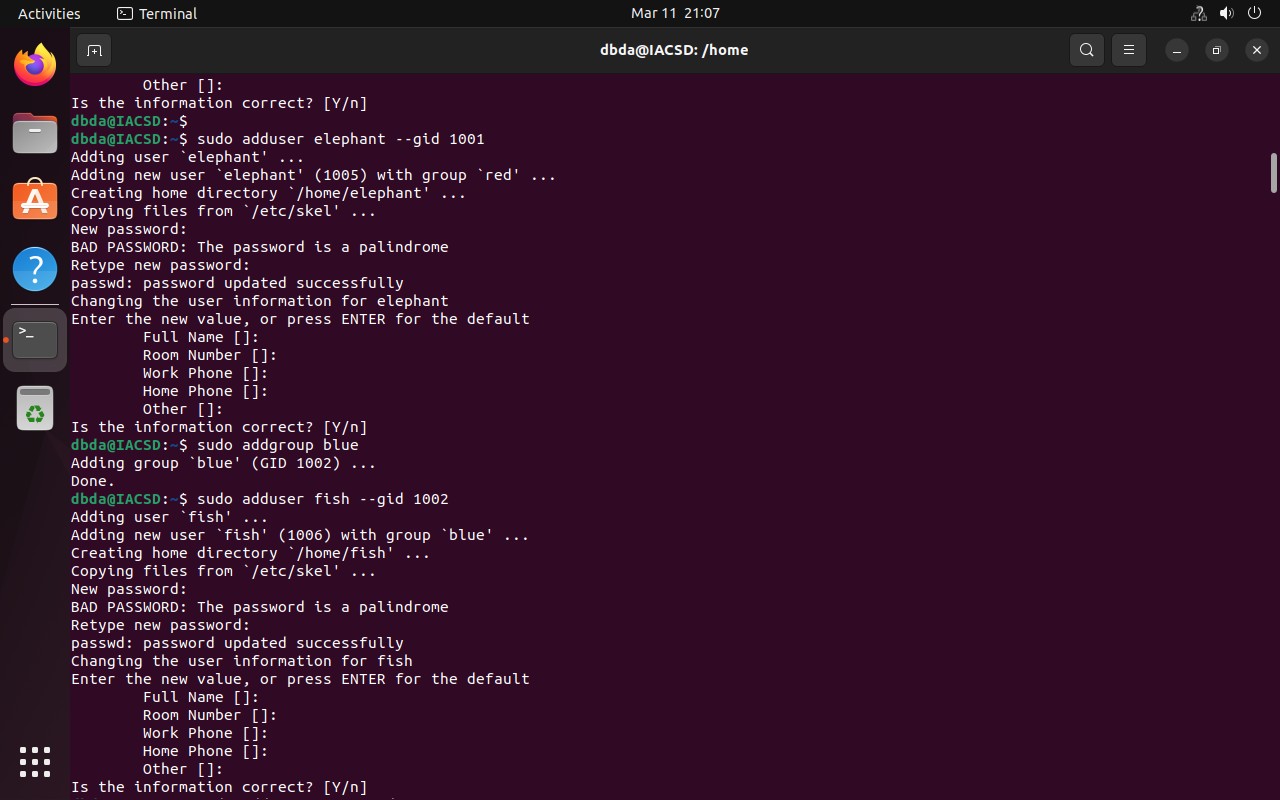 Activities
Terminal
Mar 11 21:07
dbda@IACSD: /home
Other []:
Is the information correct? [Y/n]
dbda@IACSD:~$
dbda@IACSD:~$ sudo adduser elephant --gid 1001
Adding user `elephant' ...
Adding new user `elephant' (1005) with group `red' ...
Creating home directory `/home/elephant' ...
Copying files from `/etc/skel' ...
New password:
BAD PASSWORD: The password is a palindrome
Retype new password:
passwd: password updated successfully
Changing the user information for elephant
Enter the new value, or press ENTER for the default
Full Name []:
Room Number []:
Work Phone []:
Home Phone []:
Other []:
Is the information correct? [Y/n]
dbda@IACSD:~$ sudo addgroup blue
Adding group `blue' (GID 1002) ...
Done.
dbda@IACSD:~$ sudo adduser fish --gid 1002
Adding user `fish' ...
Adding new user `fish' (1006) with group `blue' ...
Creating home directory `/home/fish' ...
Copying files from `/etc/skel' ...
New password:
BAD PASSWORD: The password is a palindrome
Retype new password:
passwd: password updated successfully
Changing the user information for fish
Enter the new value, or press ENTER for the default
Full Name []:
Room Number []:
Work Phone []:
Home Phone []:
Other []:
Is the information correct? [Y/n]